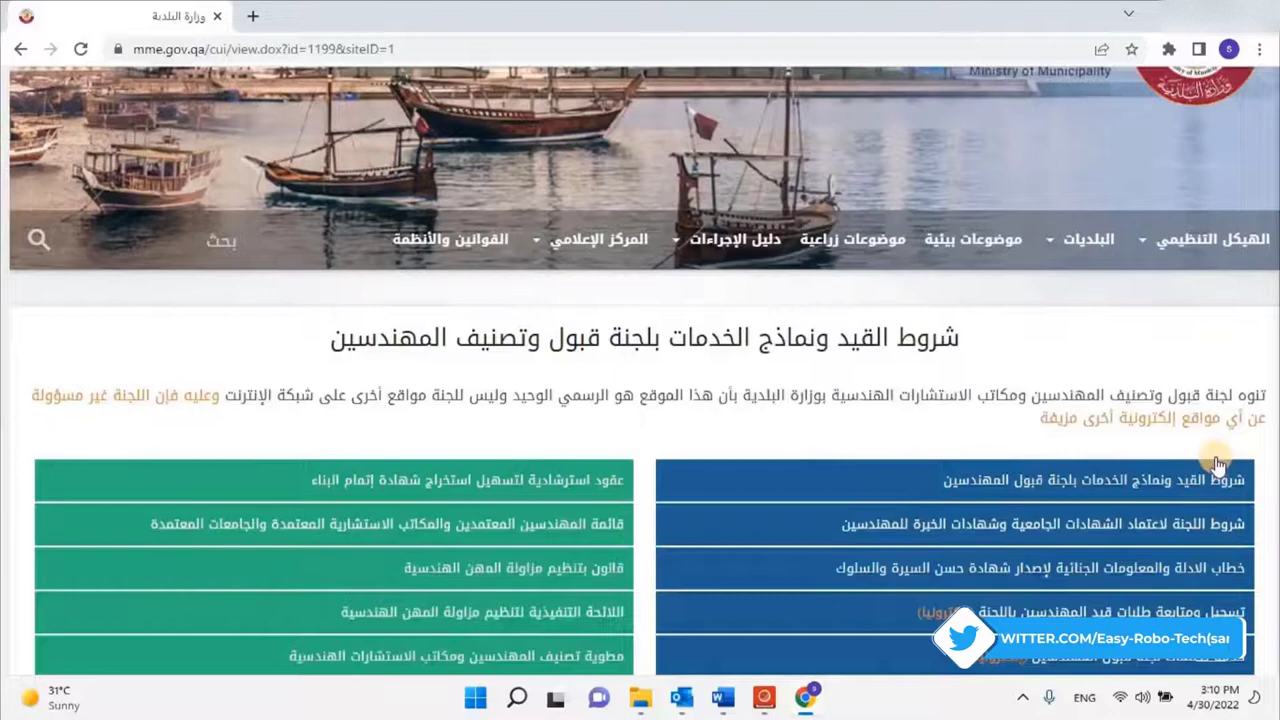 وزارة البلدية
mme.gov.qa/cui/view.dox?id=1199&siteID=1
S
Ministry of Municipality
وزارة البلدية
الهيكل التنظيمي البلديات موضوعات بيئية موضوعات زراعية دليل الإجراءات المركز الإعلامي القوانين والأنظمة بحث
شروط القيد ونماذج الخدمات بلجنة قبول وتصنيف المهندسين
تنوه لجنة قبول وتصنيف المهندسين ومكاتب الاستشارات الهندسية بوزارة البلدية بأن هذا الموقع هو الرسمي الوحيد وليس للجنة مواقع أخرى على شبكة الإنترنت وعليه فإن اللجنة غير مسؤولة
عن أي مواقع إلكترونية أخرى مزيفة
شروط القيد ونماذج الخدمات بلجنة قبول المهندسين
شروط اللجنة لاعتماد الشهادات الجامعية وشهادات الخبرة للمهندسين
خطاب الادلة والمعلومات الجنائية لإصدار شهادة حسن السيرة والسلوك
تسجيل ومتابعة طلبات قيد المهندسين باللجنة
عقود استرشادية لتسهيل استخراج شهادة إتمام البناء
قائمة المهندسين المعتمدين والمكاتب الاستشارية المعتمدة والجامعات المعتمدة
قانون بتنظيم مزاولة المهن الهندسية
اللائحة التنفيذية لتنظيم مزاولة المهن الهندسية
مطوية تصنيف المهندسين ومكاتب الاستشارات الهندسية
WITTER.COM/Easy-Robo-Tech(sar
31°C
Sunny
ENG
3:10 PM
4/30/2022